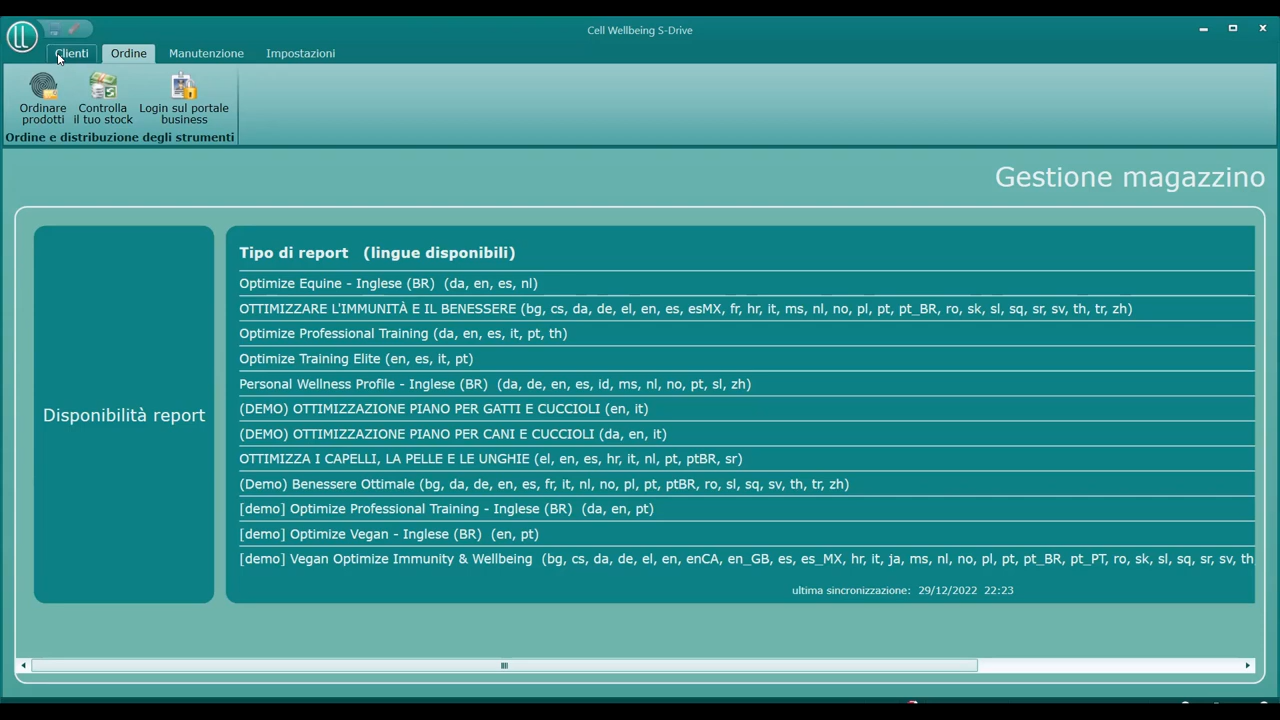 Cell Wellbeing S-Drive
Clienti Ordine Manutenzione Impostazioni
Ordinare prodotti
Controlla il tuo stock
Login sul portale business
Ordine e distribuzione degli strumenti
Gestione magazzino
Disponibilità report
Tipo di report (lingue disponibili)
Optimize Equine - Inglese (BR) (da, en, es, nl)
OTTIMIZZARE L'IMMUNITÀ E IL BENESSERE (bg, cs, da, de, el, en, es, esMX, fr, hr, it, ms, nl, no, pl, pt, pt_BR, ro, sk, sl, sq, sr, sv, th, tr, zh)
Optimize Professional Training (da, en, es, it, pt, th)
Optimize Training Elite (en, es, it, pt)
Personal Wellness Profile - Inglese (BR) (da, de, en, es, id, ms, nl, no, pt, sl, zh)
(DEMO) OTTIMIZZAZIONE PIANO PER GATTI E CUCCIOLI (en, it)
(DEMO) OTTIMIZZAZIONE PIANO PER CANI E CUCCIOLI (da, en, it)
OTTIMIZZA I CAPELLI, LA PELLE E LE UNGHIE (el, en, es, hr, it, nl, pt, ptBR, sr)
(Demo) Benessere Ottimale (bg, da, de, en, es, fr, it, nl, no, pl, pt, ptBR, ro, sl, sq, sv, th, tr, zh)
[demo] Optimize Professional Training - Inglese (BR) (da, en, pt)
[demo] Optimize Vegan - Inglese (BR) (en, pt)
[demo] Vegan Optimize Immunity & Wellbeing (bg, cs, da, de, el, en, enCA, en_GB, es, es_MX, hr, it, ja, ms, nl, no, pl, pt, pt_BR, pt_PT, ro, sk, sl, sq, sr, sv, th
ultima sincronizzazione: 29/12/2022 22:23